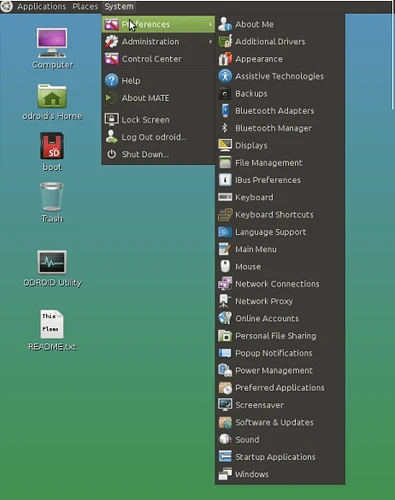 Applications Places System
Preferences
Administration
Control Center
Help
About MATE
Lock Screen
Log Out odroid...
Shut Down...
About Me
Additional Drivers
Appearance
Assistive Technologies
Backups
Bluetooth Adapters
Bluetooth Manager
Displays
File Management
IBus Preferences
Keyboard
Keyboard Shortcuts
Language Support
Main Menu
Mouse
Network Connections
Network Proxy
Online Accounts
Personal File Sharing
Popup Notifications
Power Management
Preferred Applications
Screensaver
Software & Updates
Sound
Startup Applications
Windows
Computer
odroid's Home
SD
boot
Trash
ODROID Utility
This
Pleas
README.txt